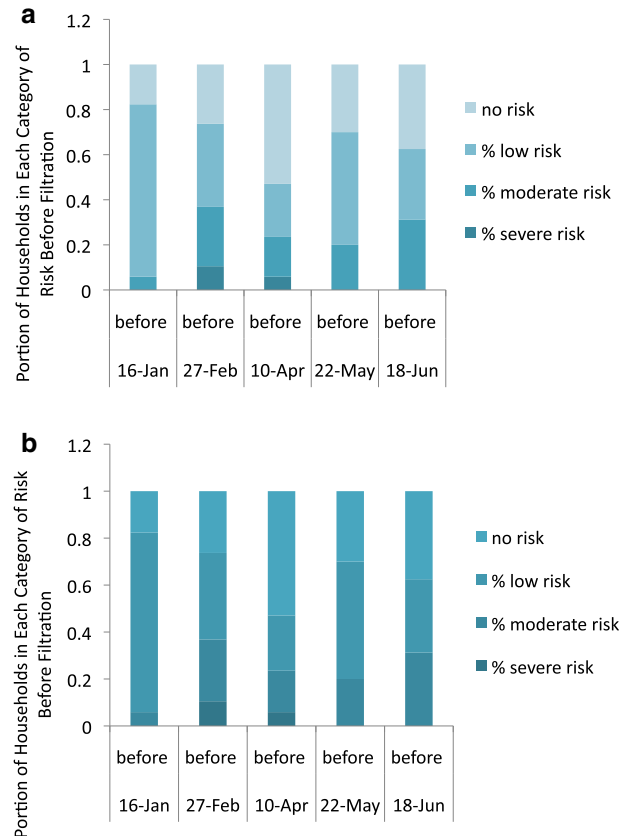 a
Portion of Households in Each Category of
Risk Before Filtration
1.2
1
0.8
0.6
0.4
0.2
0
no risk
% low risk
% moderate risk
% severe risk
before before before before before
16-Jan 27-Feb 10-Apr 22-May 18-Jun
b
Portion of Households in Each Category of Risk
Before Filtration
1.2
1
0.8
0.6
0.4
0.2
0
no risk
% low risk
% moderate risk
% severe risk
before before before before before
16-Jan 27-Feb 10-Apr 22-May 18-Jun